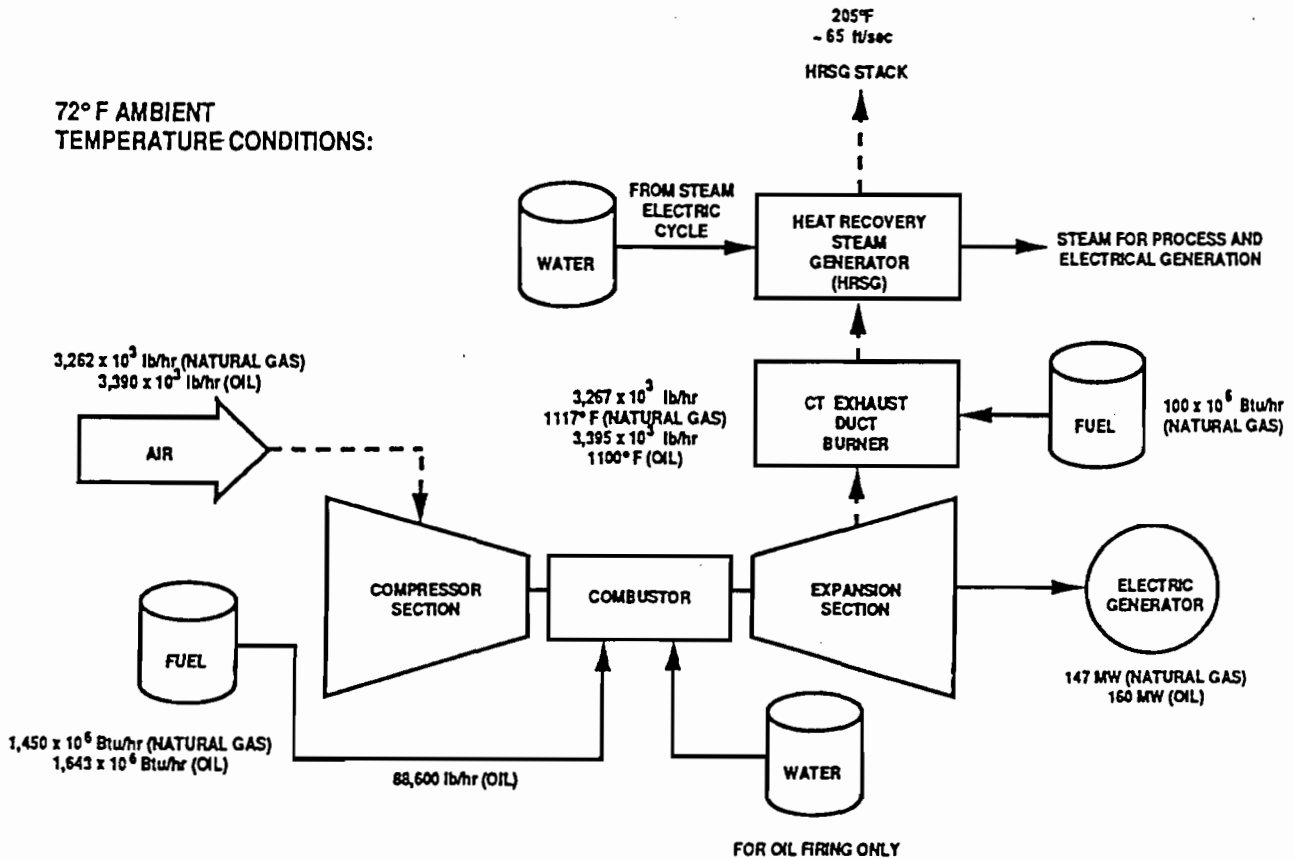 205°F
~ 65 ft/sec
HRSG STACK
72° F AMBIENT
TEMPERATURE CONDITIONS:
WATER
FROM STEAM
ELECTRIC
CYCLE
HEAT RECOVERY
STEAM
GENERATOR
(HRSG)
STEAM FOR PROCESS AND
ELECTRICAL GENERATION
3,262 x 10³ lb/hr (NATURAL GAS)
3,390 x 10³ lb/hr (OIL)
AIR
3,267 x 10³ lb/hr
1117° F (NATURAL GAS)
3,395 x 10³ lb/hr
1100° F (OIL)
CT EXHAUST
DUCT
BURNER
FUEL
100 x 10⁶ Btu/hr
(NATURAL GAS)
COMPRESSOR
SECTION
COMBUSTOR
EXPANSION
SECTION
ELECTRIC
GENERATOR
147 MW (NATURAL GAS)
160 MW (OIL)
FUEL
1,450 x 10⁶ Btu/hr (NATURAL GAS)
1,643 x 10⁶ Btu/hr (OIL)
88,600 lb/hr (OIL)
WATER
FOR OIL FIRING ONLY